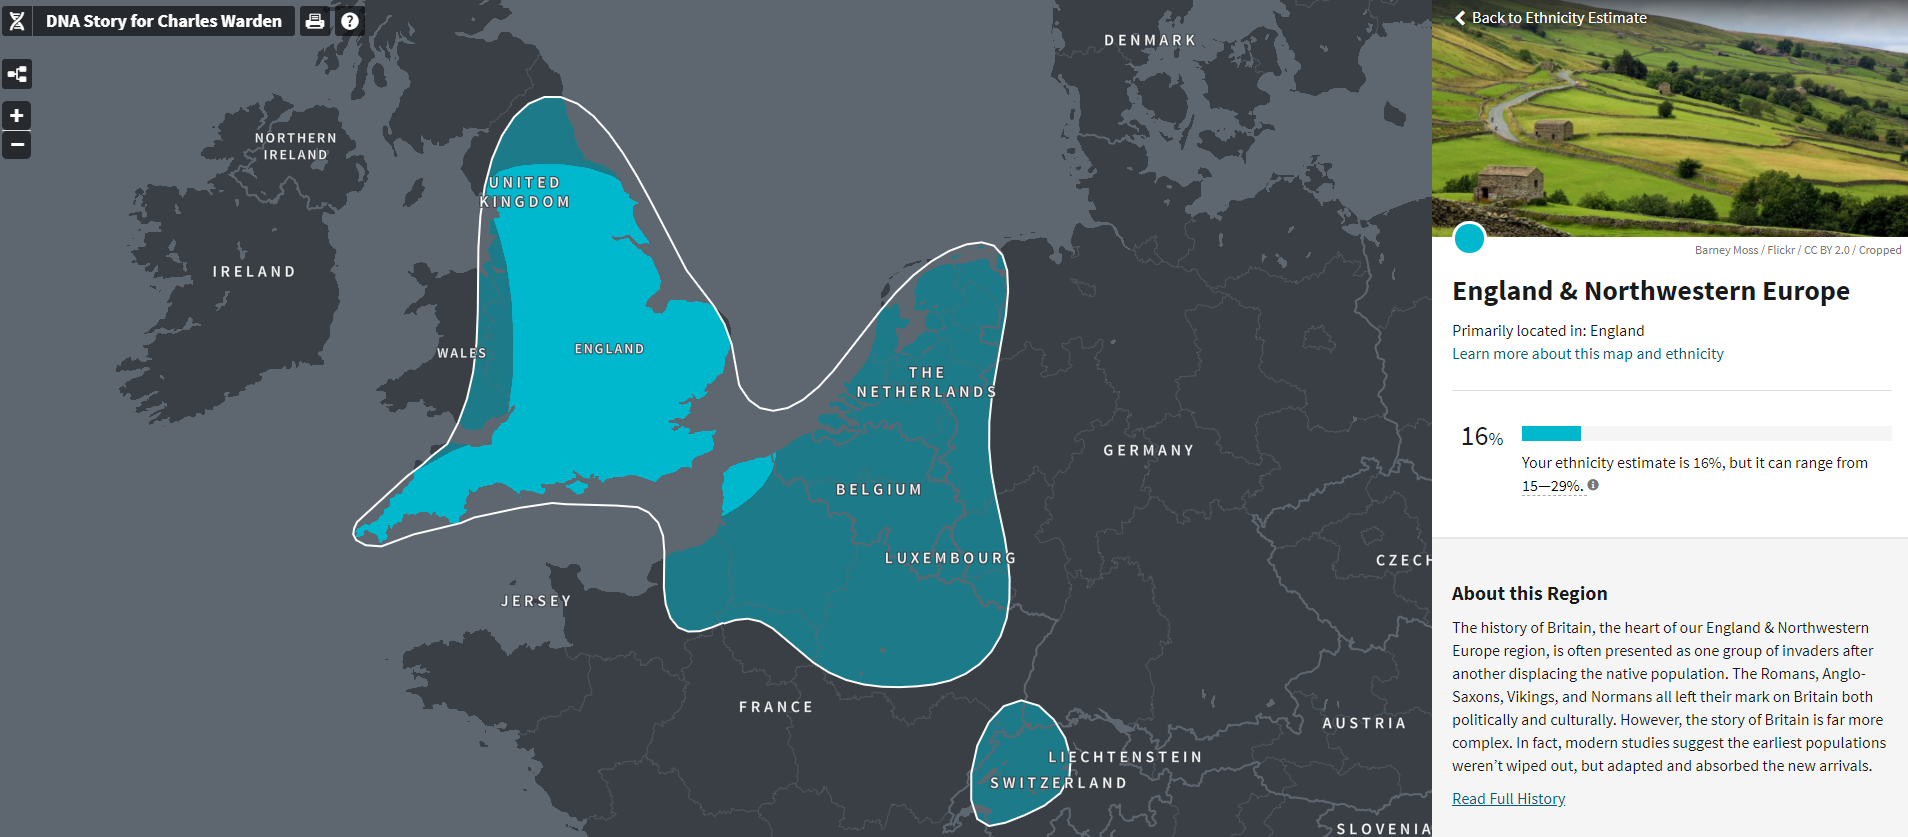 DNA Story for Charles Warden
?
+
−
DENMARK
NORTHERN
IRELAND
UNITED
KINGDOM
IRELAND
WALES
ENGLAND
THE
NETHERLANDS
GERMANY
BELGIUM
LUXEMBOURG
CZECH
JERSEY
FRANCE
AUSTRIA
LIECHTENSTEIN
SWITZERLAND
SLOVENIA
Back to Ethnicity Estimate
Barney Moss / Flickr / CC BY 2.0 / Cropped
England & Northwestern Europe
Primarily located in: England
Learn more about this map and ethnicity
16%
Your ethnicity estimate is 16%, but it can range from
15—29%. i
About this Region
The history of Britain, the heart of our England & Northwestern
Europe region, is often presented as one group of invaders after
another displacing the native population. The Romans, Anglo-
Saxons, Vikings, and Normans all left their mark on Britain both
politically and culturally. However, the story of Britain is far more
complex. In fact, modern studies suggest the earliest populations
weren't wiped out, but adapted and absorbed the new arrivals.
Read Full History